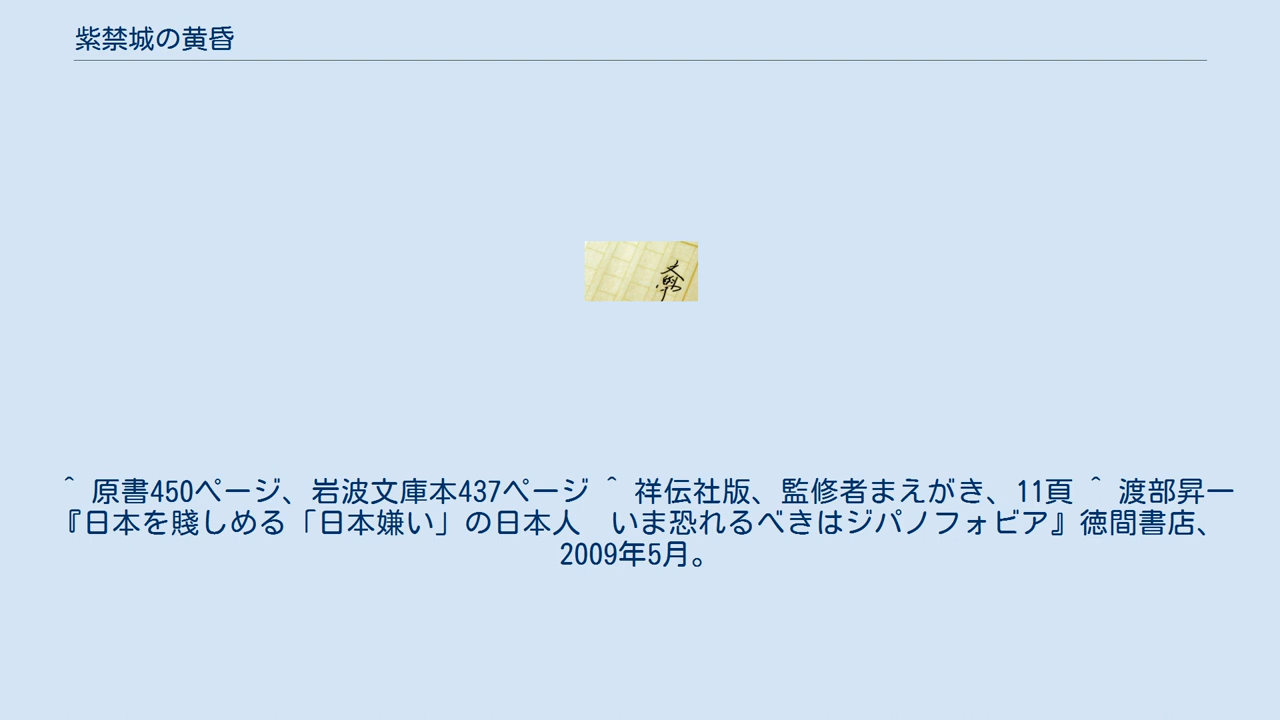 紫禁城の黄昏
^ 原書450ページ、岩波文庫本437ページ ^ 祥伝社版、監修者まえがき、11頁 ^ 渡部昇一
『日本を賤しめる「日本嫌い」の日本人　いま恐れるべきはジパノフォビア』徳間書店、
2009年5月。